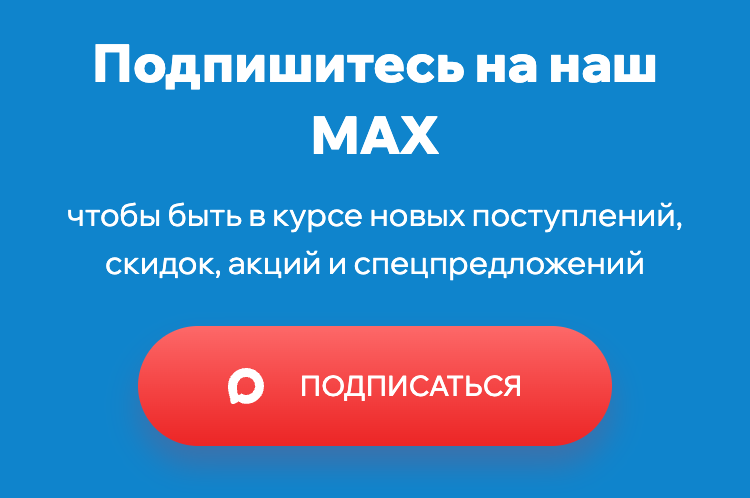 Подпишитесь на наш
MAX
чтобы быть в курсе новых поступлений,
скидок, акций и спецпредложений
ПОДПИСАТЬСЯ